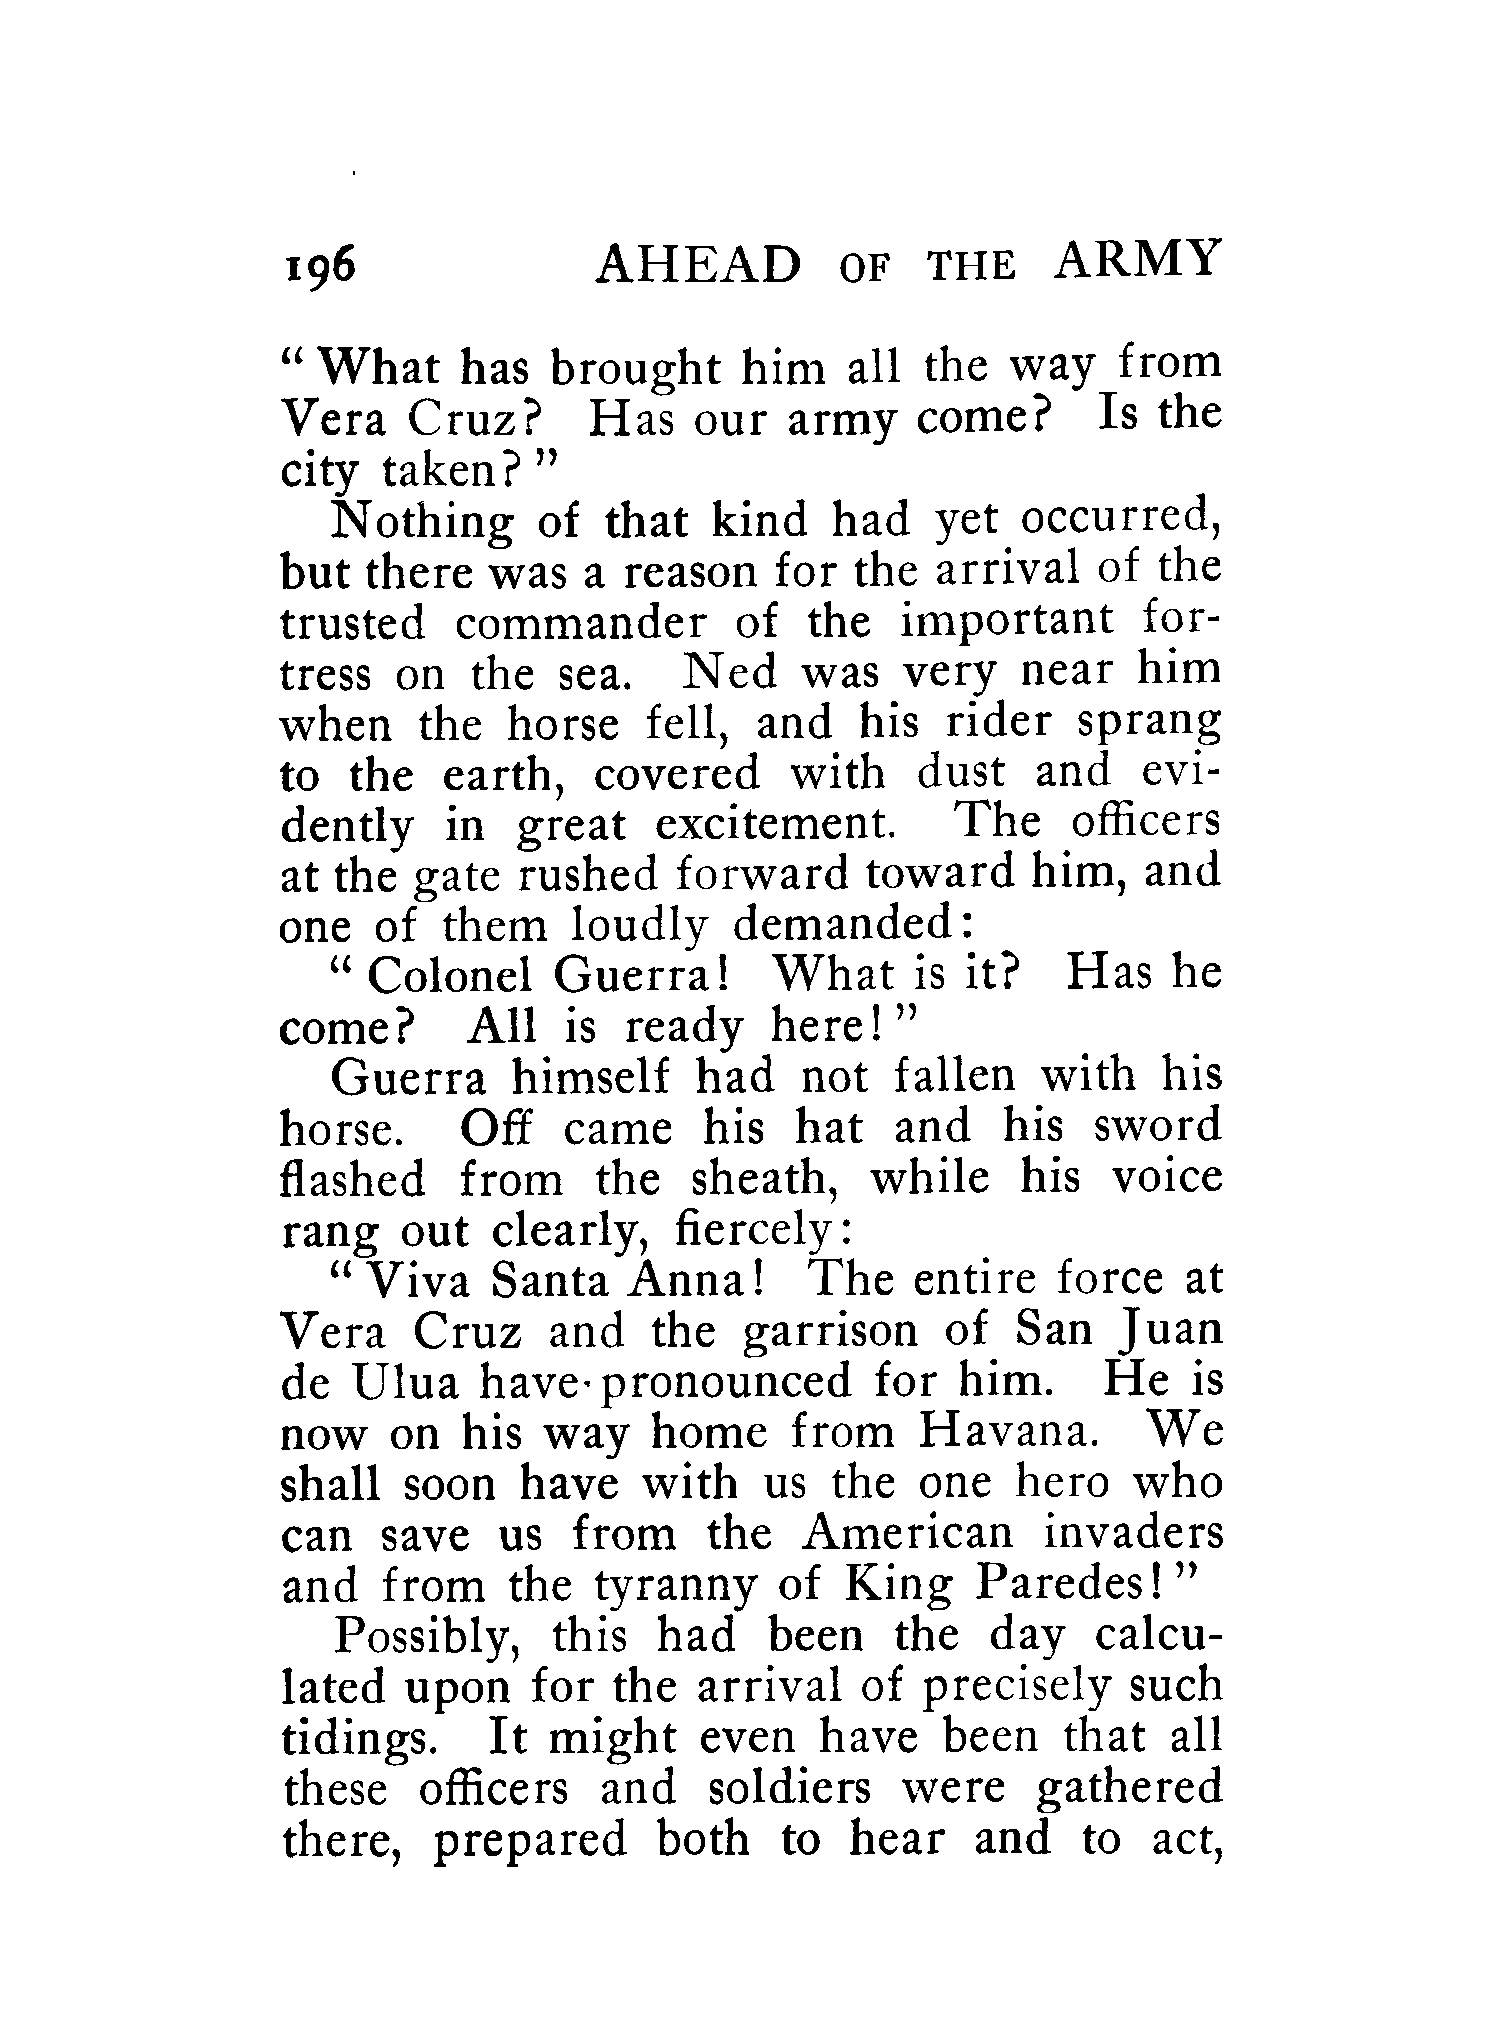 196 AHEAD OF THE ARMY
“ What has brought him all the way from
Vera Cruz? Has our army come? Is the
city taken? ”
Nothing of that kind had yet occurred,
but there was a reason for the arrival of the
trusted commander of the important for-
tress on the sea. Ned was very near him
when the horse fell, and his rider sprang
to the earth, covered with dust and evi-
dently in great excitement. The officers
at the gate rushed forward toward him, and
one of them loudly demanded:
“ Colonel Guerra! What is it? Has he
come? All is ready here! ”
Guerra himself had not fallen with his
horse. Off came his hat and his sword
flashed from the sheath, while his voice
rang out clearly, fiercely:
“ Viva Santa Anna! The entire force at
Vera Cruz and the garrison of San Juan
de Ulua have pronounced for him. He is
now on his way home from Havana. We
shall soon have with us the one hero who
can save us from the American invaders
and from the tyranny of King Paredes! ”
Possibly, this had been the day calcu-
lated upon for the arrival of precisely such
tidings. It might even have been that all
these officers and soldiers were gathered
there, prepared both to hear and to act,